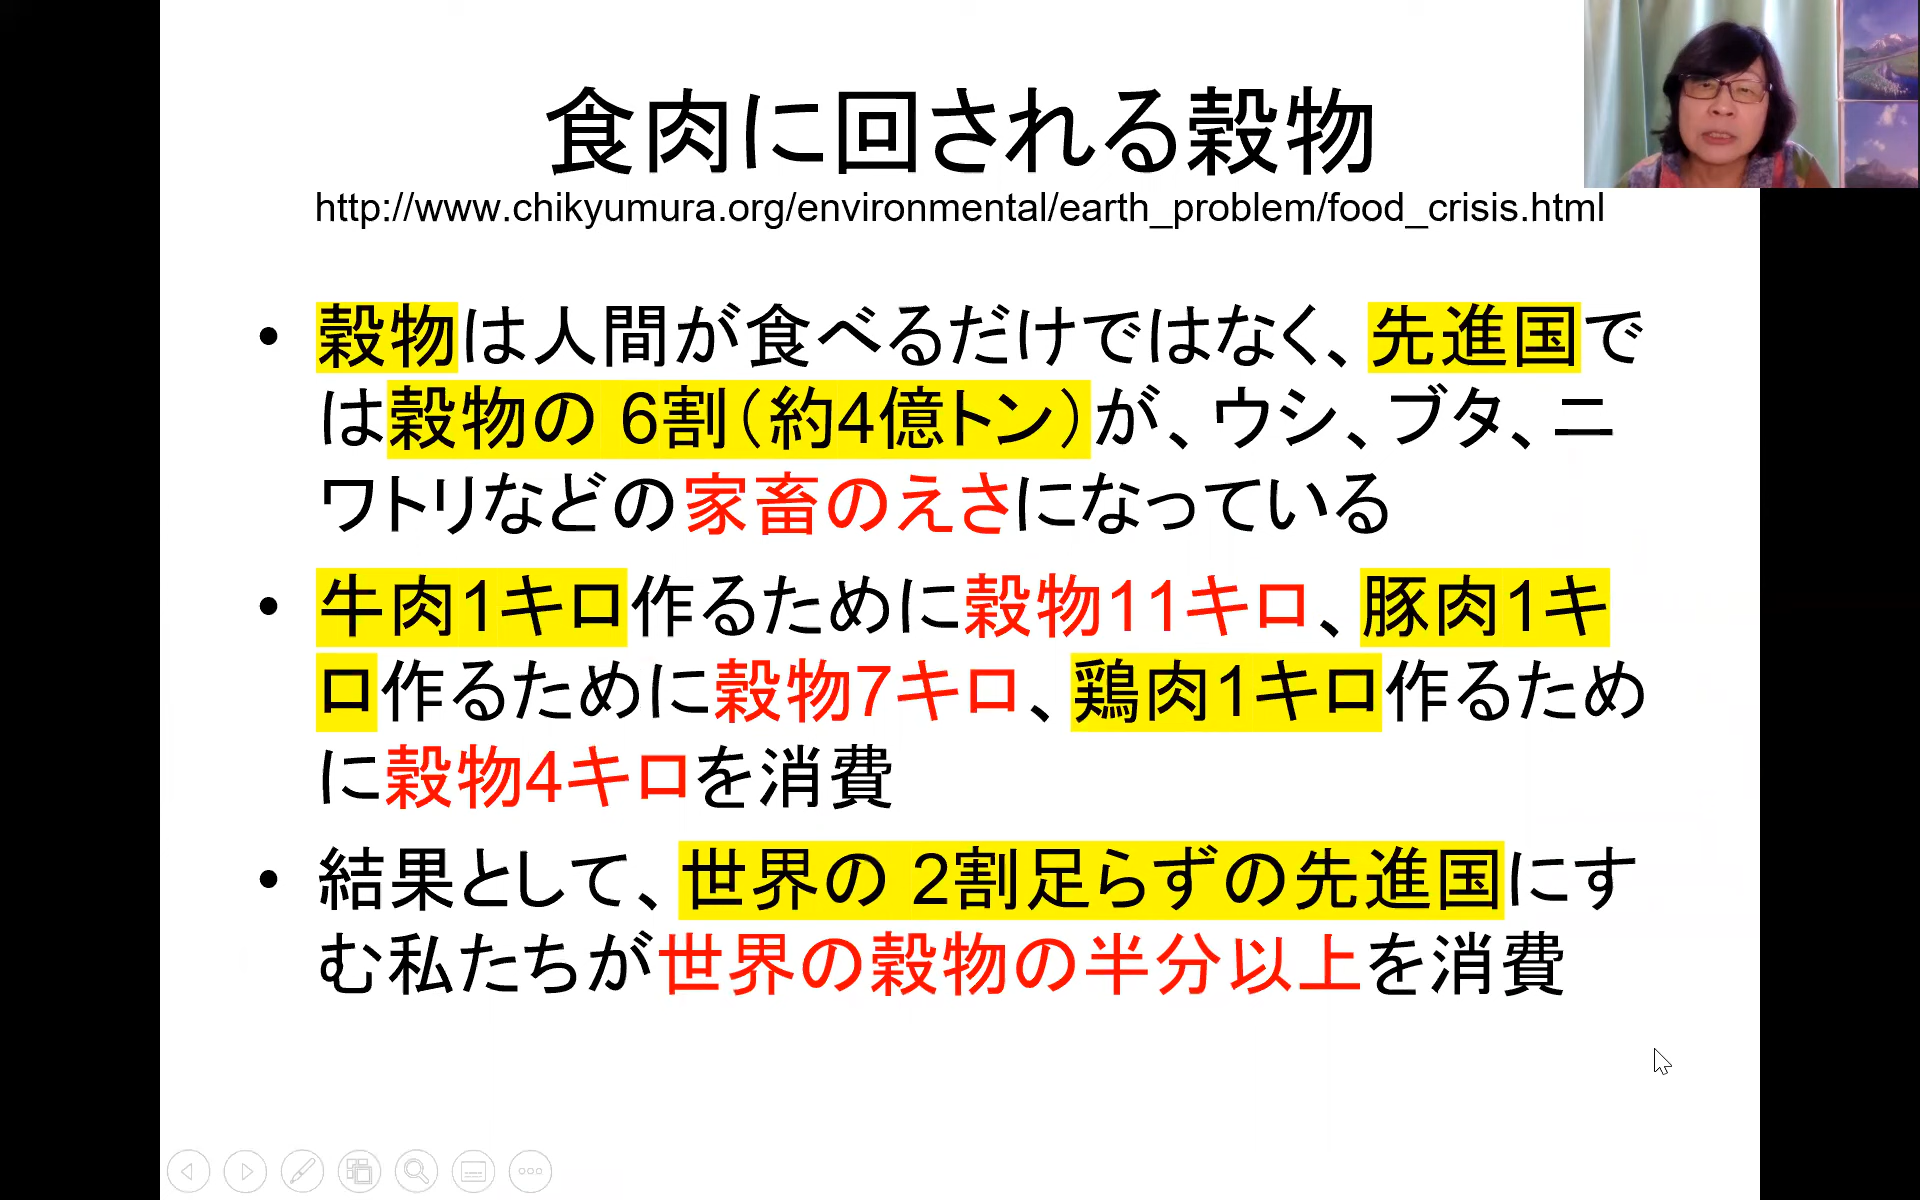 食肉に回される穀物
http://www.chikyumura.org/environmental/earth_problem/food_crisis.html
• 穀物は人間が食べるだけではなく、先進国で
は穀物の 6割（約4億トン）が、ウシ、ブタ、ニ
ワトリなどの家畜のえさになっている
• 牛肉1キロ作るために穀物11キロ、豚肉1キ
ロ作るために穀物7キロ、鶏肉1キロ作るため
に穀物4キロを消費
• 結果として、世界の 2割足らずの先進国にす
む私たちが世界の穀物の半分以上を消費